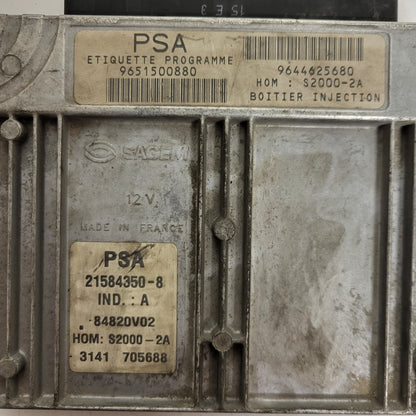 15 E 3
PSA
ETIQUETTE PROGRAMME
9651500880
9644625680
HOM : S2000-2A
BOITIER INJECTION
SAGEM
12 V.
MADE IN FRANCE
PSA
21584350-8
IND. : A
84820V02
HOM: S2000-2A
3141 705688